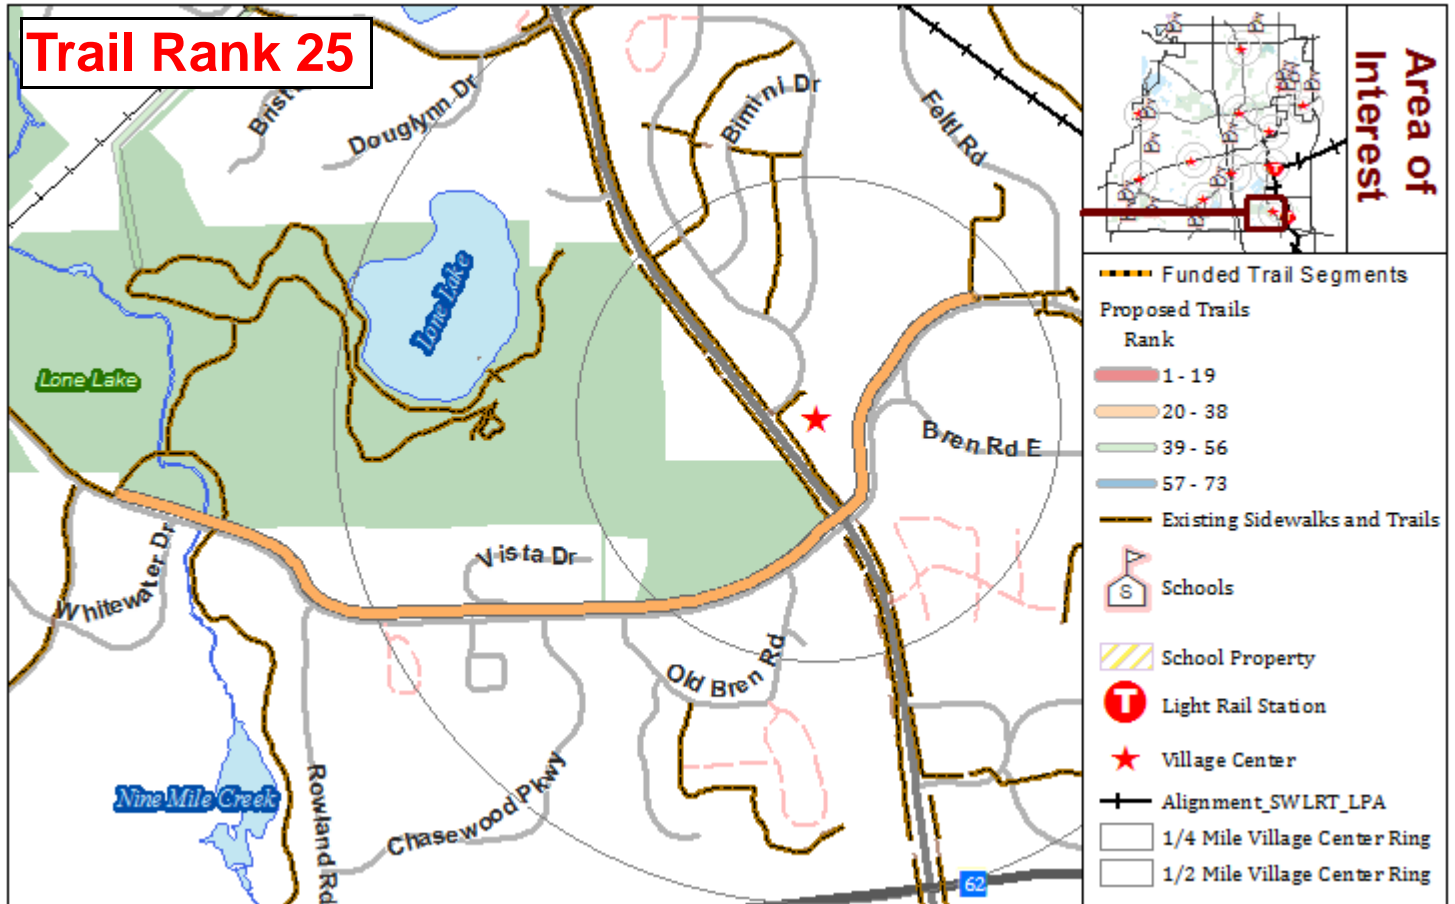 Trail Rank 25
Douglynn Dr
Bimini Dr
Feltl Rd
Lone Lake
Lone Lake
Bren Rd E
Vista Dr
Whitewater Dr
Old Bren Rd
Nine Mile Creek
Rowland Rd
Chasewood Pkwy
62
Area of
Interest
Funded Trail Segments
Proposed Trails
Rank
1 - 19
20 - 38
39 - 56
57 - 73
Existing Sidewalks and Trails
S
Schools
School Property
T
Light Rail Station
Village Center
Alignment_SWLRT_LPA
1/4 Mile Village Center Ring
1/2 Mile Village Center Ring